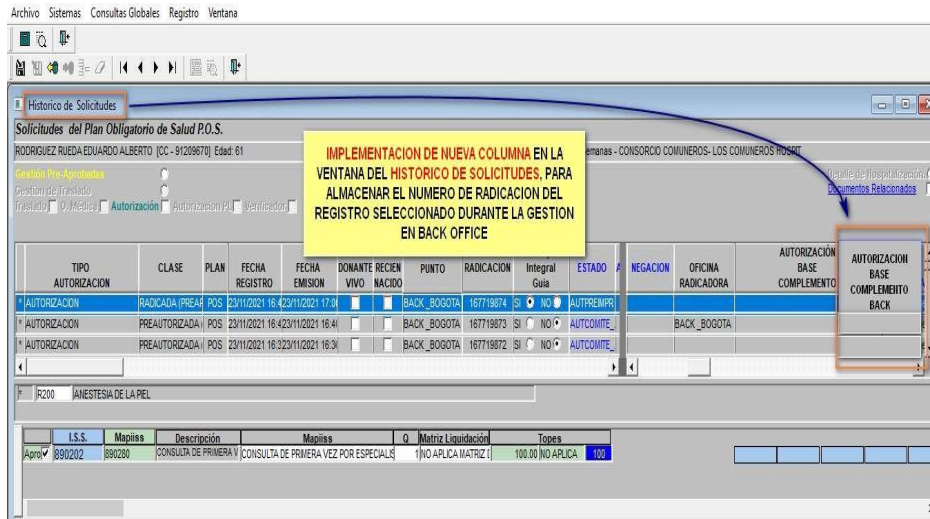 Archivo Sistemas Consultas Globales Registro Ventana
Historico de Solicitudes
Solicitudes del Plan Obligatorio de Salud P.O.S.
RODRIGUEZ RUEDA EDUARDO ALBERTO [CC - 91209670] Edad: 61
emanas - CONSORCIO COMUNEROS- LOS COMUNEROS HOSPIT
IMPLEMENTACION DE NUEVA COLUMNA EN LA
VENTANA DEL HISTORICO DE SOLICITUDES, PARA
ALMACENAR EL NUMERO DE RADICACION DEL
REGISTRO SELECCIONADO DURANTE LA GESTION
EN BACK OFFICE
Gestión Pre-Aprobadas
Detalle de Hospitalización
Gestion de Traslado
Documentos Relacionados
Traslado O. Médica Autorización Autorizacion PL Verificador
TIPO AUTORIZACION CLASE PLAN FECHA REGISTRO FECHA EMISION DONANTE VIVO RECIEN NACIDO PUNTO RADICACION Integral Guia ESTADO A NEGACION OFICINA RADICADORA AUTORIZACIÓN BASE COMPLEMENTO AUTORIZACION BASE COMPLEMENTO BACK
* AUTORIZACION RADICADA (PREAF POS 23/11/2021 16:4 23/11/2021 17:0 BACK_BOGOTA 167719874 SI NO AUTPREIMPR
* AUTORIZACION PREAUTORIZADA POS 23/11/2021 16:4 23/11/2021 16:4 BACK_BOGOTA 167719873 SI NO AUTCOMITE_ BACK_BOGOTA
* AUTORIZACION PREAUTORIZADA POS 23/11/2021 16:3 23/11/2021 16:3 BACK_BOGOTA 167719872 SI NO AUTCOMITE_
* R200 ANESTESIA DE LA PIEL
I.S.S. Mapiiss Descripción Mapiiss Q Matriz Liquidación Topes
Apro 890202 890280 CONSULTA DE PRIMERA V CONSULTA DE PRIMERA VEZ POR ESPECIALIS 1 NO APLICA MATRIZ D 100.00 NO APLICA 100